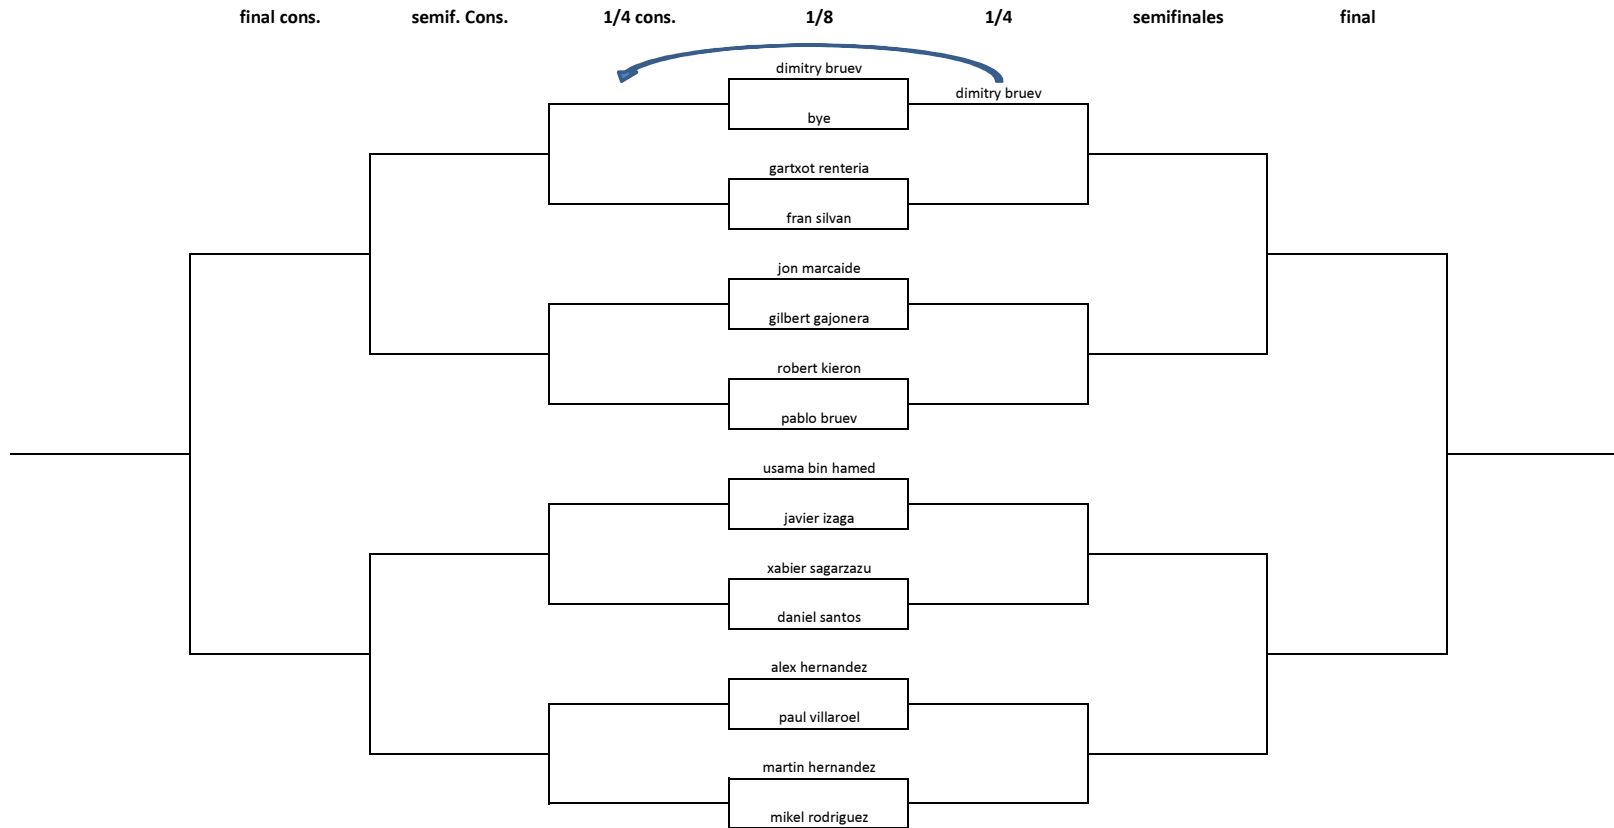 final cons. semif. Cons. 1/4 cons. 1/8 1/4 semifinales final
dimitry bruev
dimitry bruev
bye
gartxot renteria
fran silvan
jon marcaide
gilbert gajonera
robert kieron
pablo bruev
usama bin hamed
javier izaga
xabier sagarzazu
daniel santos
alex hernandez
paul villaroel
martin hernandez
mikel rodriguez